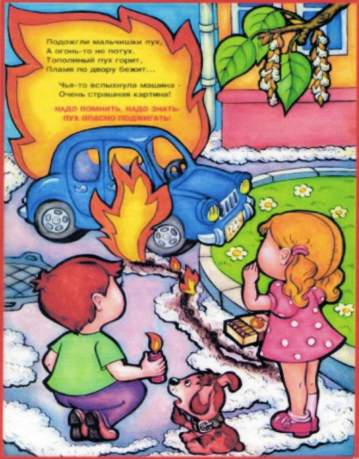 Подожгли мальчишки пух,
А огонь-то не потух.
Тополиный пух горит,
Пламя по двору бежит...
Чья-то вспыхнула машина -
Очень страшная картина!
НАДО ПОМНИТЬ, НАДО ЗНАТЬ-
ПУХ ОПАСНО ПОДЖИГАТЬ!